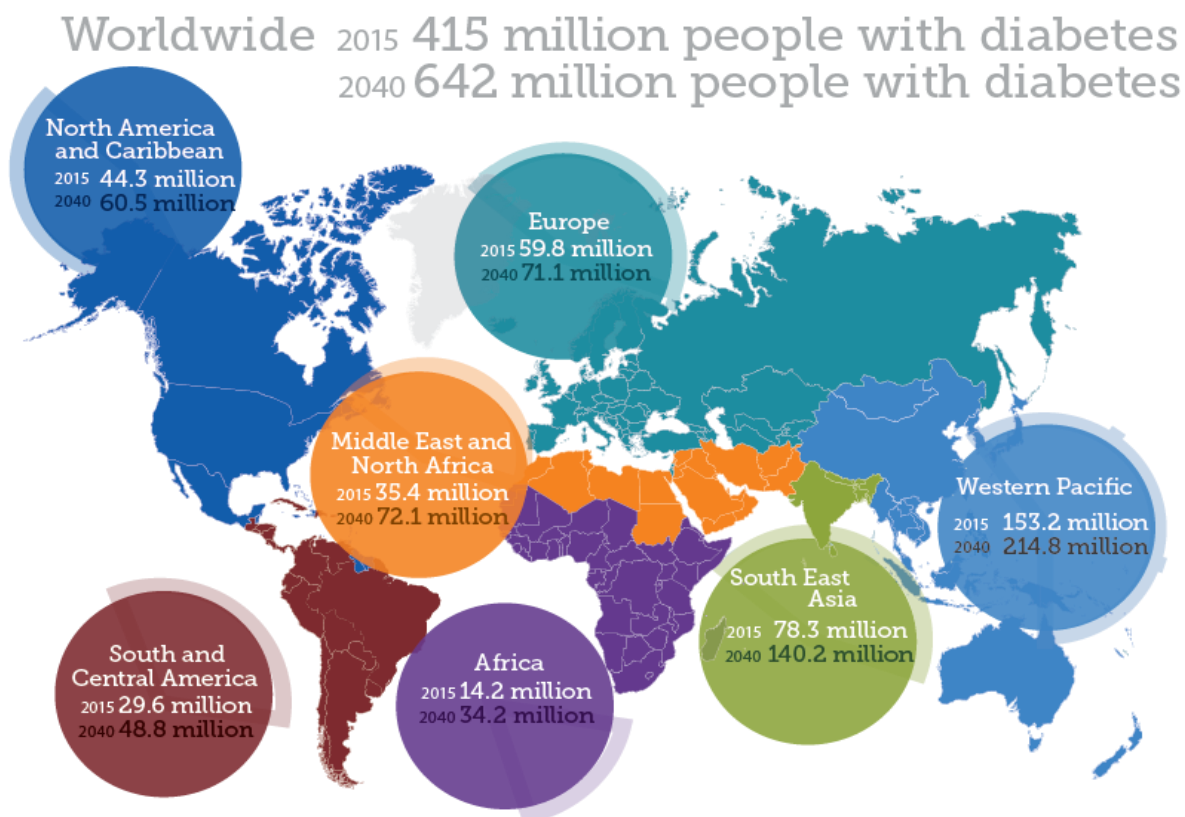 Worldwide 2015 415 million people with diabetes
2040 642 million people with diabetes
North America
and Caribbean
2015 44.3 million
2040 60.5 million
Europe
2015 59.8 million
2040 71.1 million
Middle East and
North Africa
2015 35.4 million
2040 72.1 million
Western Pacific
2015 153.2 million
2040 214.8 million
South East
Asia
2015 78.3 million
2040 140.2 million
South and
Central America
2015 29.6 million
2040 48.8 million
Africa
2015 14.2 million
2040 34.2 million